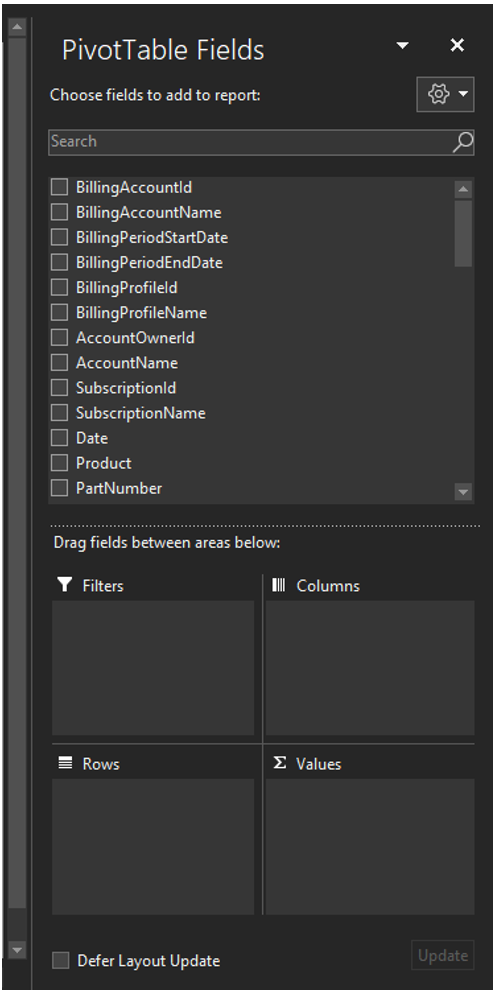 PivotTable Fields
Choose fields to add to report:
Search
BillingAccountId
BillingAccountName
BillingPeriodStartDate
BillingPeriodEndDate
BillingProfileId
BillingProfileName
AccountOwnerId
AccountName
SubscriptionId
SubscriptionName
Date
Product
PartNumber
Drag fields between areas below:
Filters
Columns
Rows
Σ Values
Defer Layout Update
Update